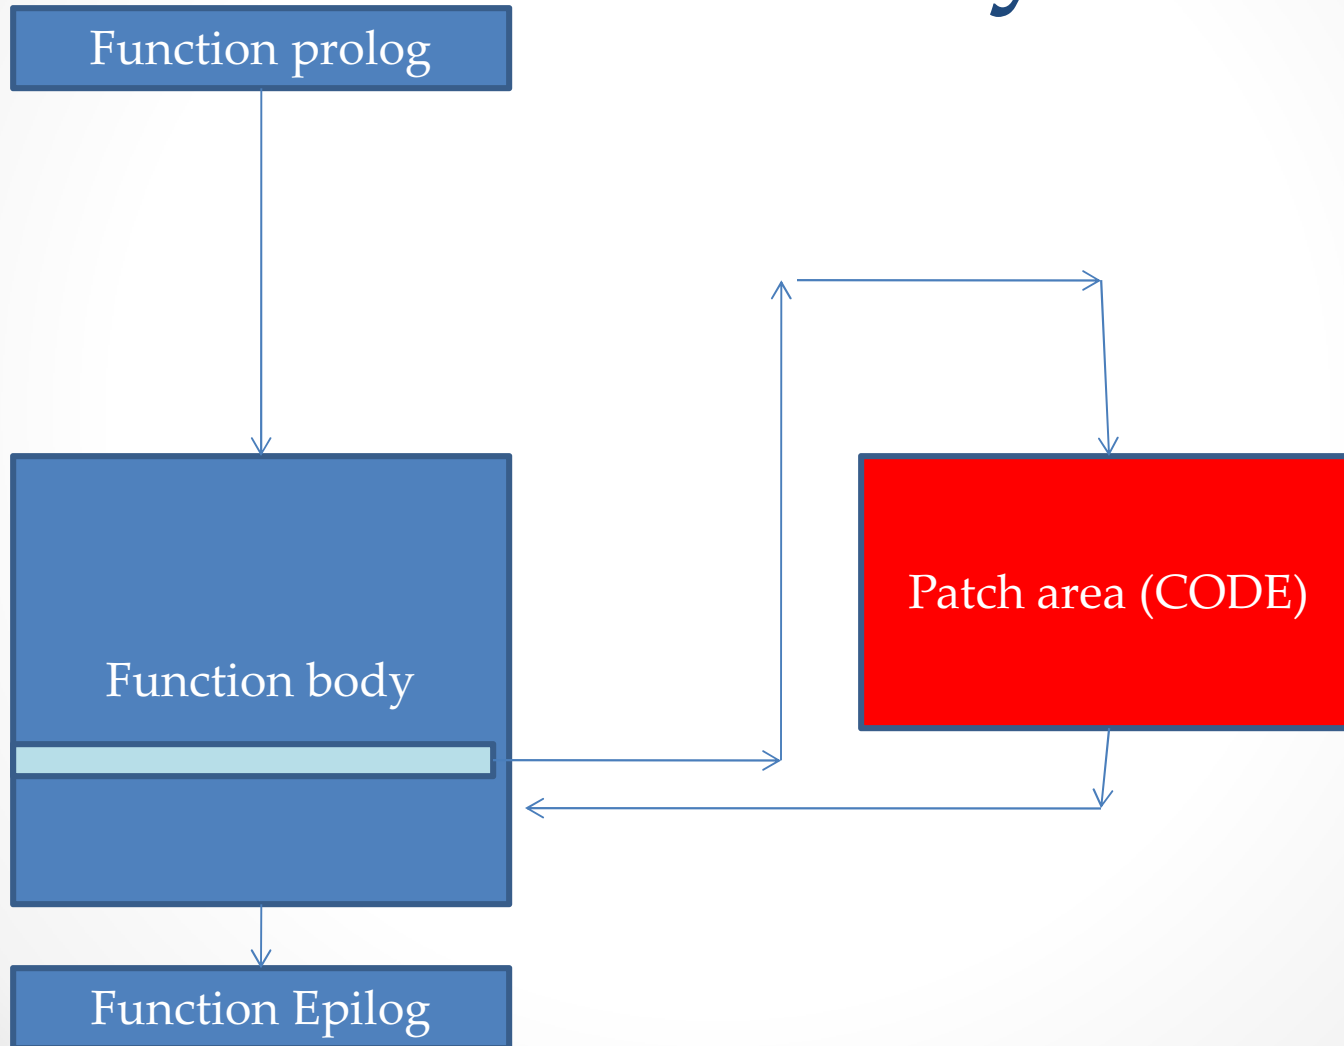 Function prolog
Patch area (CODE)
Function body
Function Epilog